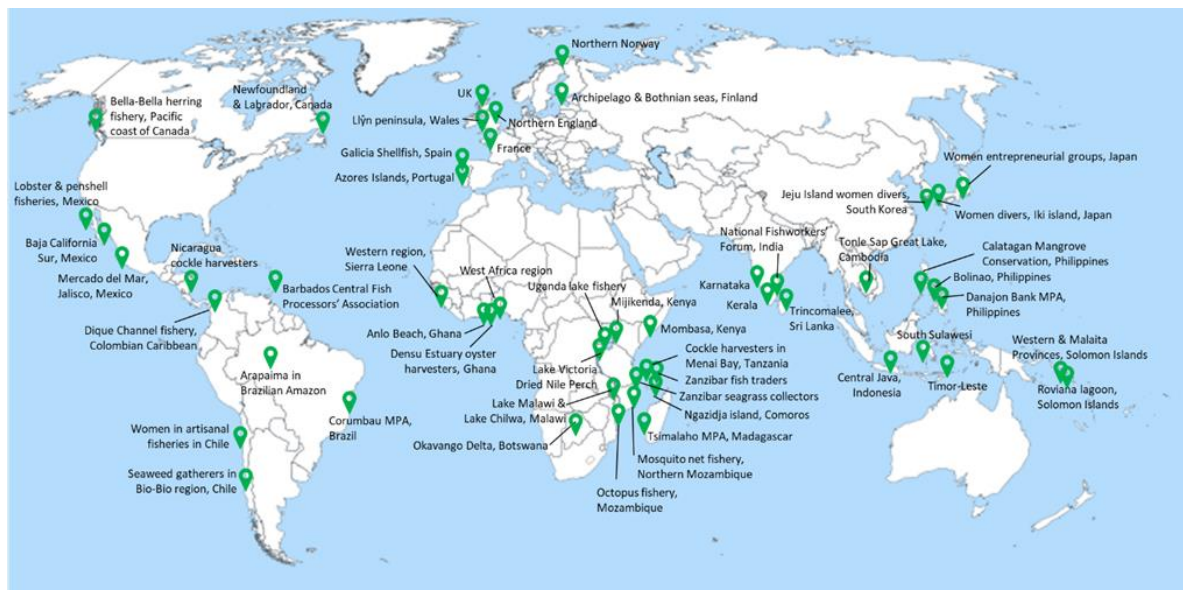 Northern Norway
Newfoundland
& Labrador, Canada
UK
Archipelago & Bothnian seas, Finland
Bella-Bella herring
fishery, Pacific
coast of Canada
Llŷn peninsula, Wales
Northern England
France
Galicia Shellfish, Spain
Azores Islands, Portugal
Women entrepreneurial groups, Japan
Jeju Island women divers,
South Korea
Women divers, Iki island, Japan
Lobster & penshell
fisheries, Mexico
Baja California
Sur, Mexico
Mercado del Mar,
Jalisco, Mexico
Nicaragua
cockle harvesters
Barbados Central Fish
Processors’ Association
Dique Channel fishery,
Colombian Caribbean
Arapaima in
Brazilian Amazon
Corumbau MPA,
Brazil
Women in artisanal
fisheries in Chile
Seaweed gatherers in
Bio-Bio region, Chile
Western region,
Sierra Leone
West Africa region
Uganda lake fishery
Mijikenda, Kenya
Anlo Beach, Ghana
Densu Estuary oyster
harvesters, Ghana
Mombasa, Kenya
Lake Victoria
Dried Nile Perch
Cockle harvesters in
Menai Bay, Tanzania
Zanzibar fish traders
Zanzibar seagrass collectors
Ngazidja island, Comoros
Lake Malawi &
Lake Chilwa, Malawi
Okavango Delta, Botswana
Tsimalaho MPA, Madagascar
Mosquito net fishery,
Northern Mozambique
Octopus fishery,
Mozambique
National Fishworkers’
Forum, India
Karnataka
Kerala
Trincomalee,
Sri Lanka
Tonle Sap Great Lake,
Cambodia
Calatagan Mangrove
Conservation, Philippines
Bolinao, Philippines
Danajon Bank MPA,
Philippines
South Sulawesi
Central Java,
Indonesia
Timor-Leste
Western & Malaita
Provinces, Solomon Islands
Roviana lagoon,
Solomon Islands